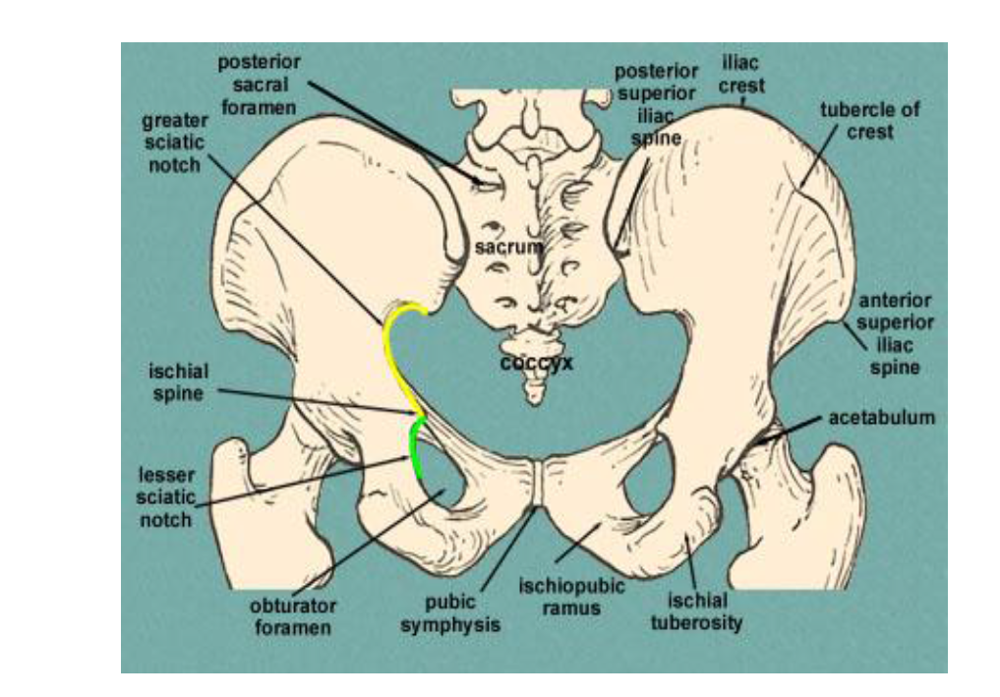 posterior
sacral
foramen
greater
sciatic
notch
posterior
superior
iliac
spine
iliac
crest
tubercle of
crest
sacrum
coccyx
anterior
superior
iliac
spine
ischial
spine
acetabulum
lesser
sciatic
notch
obturator
foramen
pubic
symphysis
ischiopubic
ramus
ischial
tuberosity